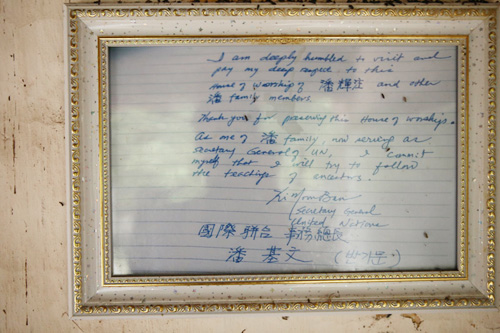 I am deeply humbled to visit and
pay my deep respect to this
House of Worship of 潘輝注 and other
潘 family members.
Thank you for preserving this House of worship.
As one of 潘 family, now serving as
Secretary General of UN, I commit
myself that I will try to follow
the teachings of ancestors.
Ki Moon Ban
Secretary General
United Nations
國際聯合 事務總長
潘 基文 (반기문)